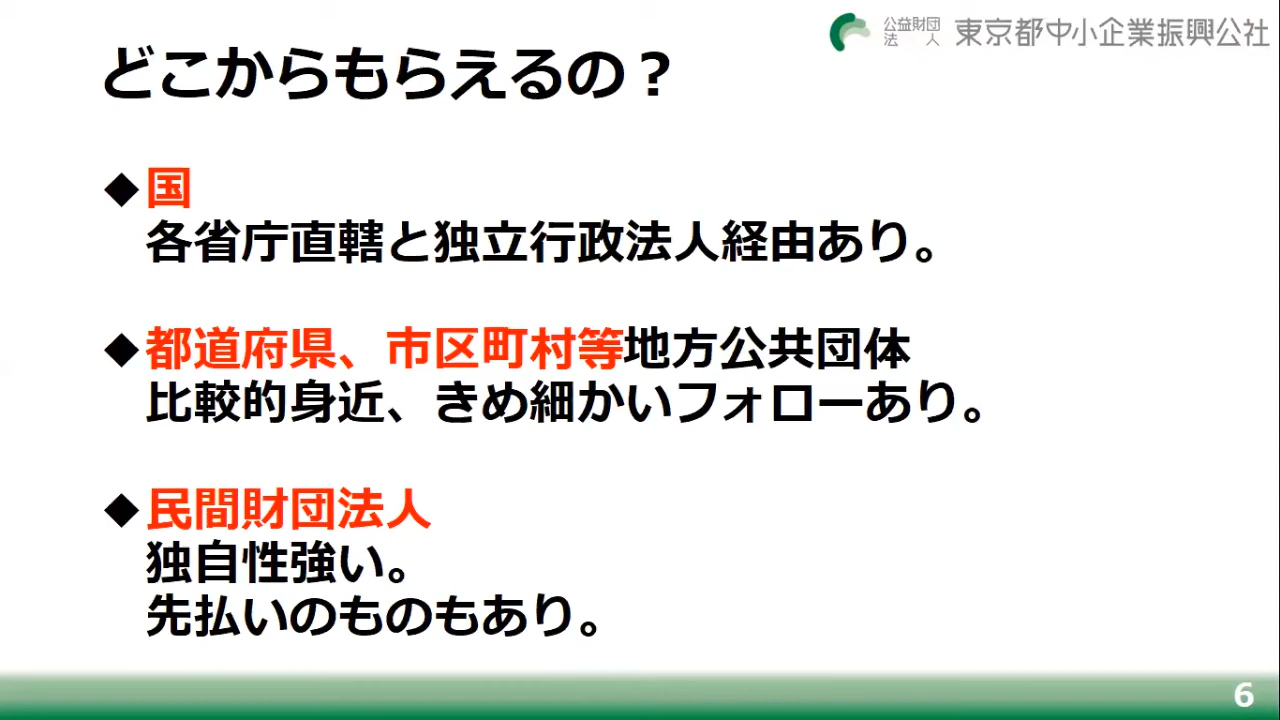 公益財団
法 人
東京都中小企業振興公社
どこからもらえるの？
◆国
各省庁直轄と独立行政法人経由あり。
◆都道府県、市区町村等地方公共団体
比較的身近、きめ細かいフォローあり。
◆民間財団法人
独自性強い。
先払いのものもあり。
6